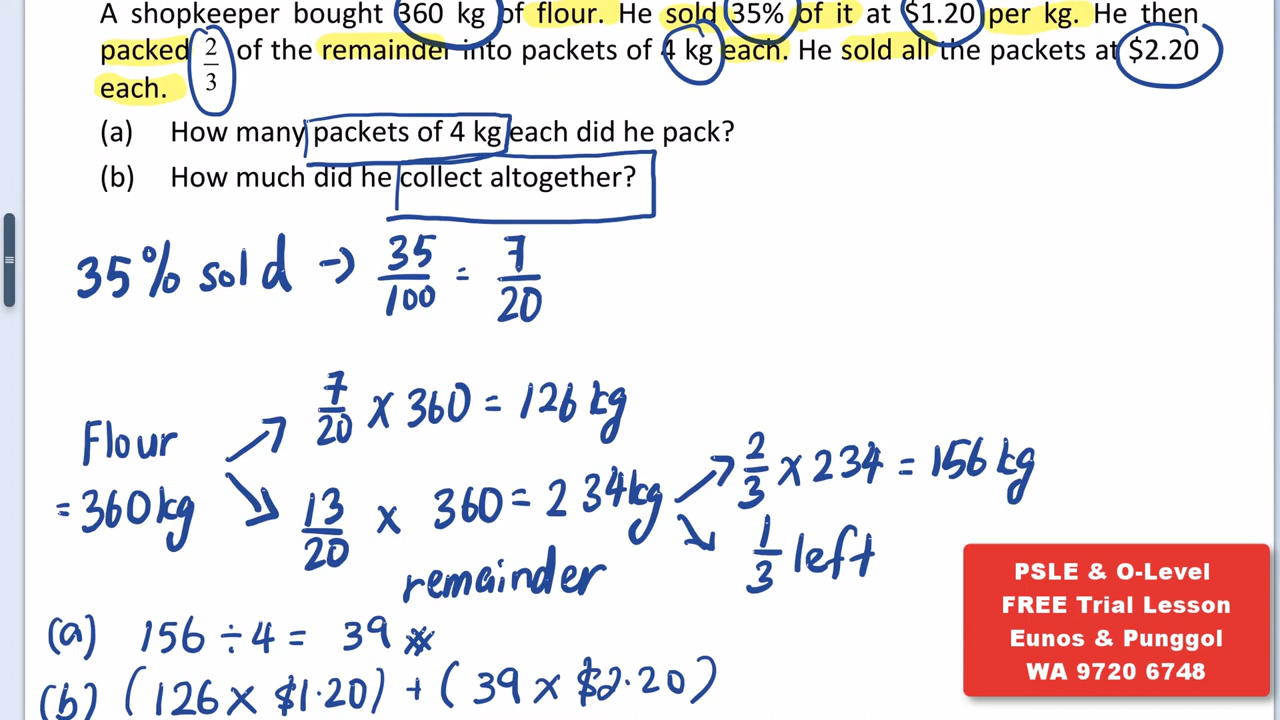 A shopkeeper bought 360 kg of flour. He sold 35% of it at $1.20 per kg. He then
packed 2/3 of the remainder into packets of 4 kg each. He sold all the packets at $2.20
each.
(a) How many packets of 4 kg each did he pack?
(b) How much did he collect altogether?
35% sold → 35/100 = 7/20
7/20 × 360 = 126 kg
Flour
= 360 kg
13/20 × 360 = 234 kg
remainder
2/3 × 234 = 156 kg
1/3 left
(a) 156 ÷ 4 = 39
(b) (126 × $1.20) + (39 × $2.20)
PSLE & O-Level
FREE Trial Lesson
Eunos & Punggol
WA 9720 6748